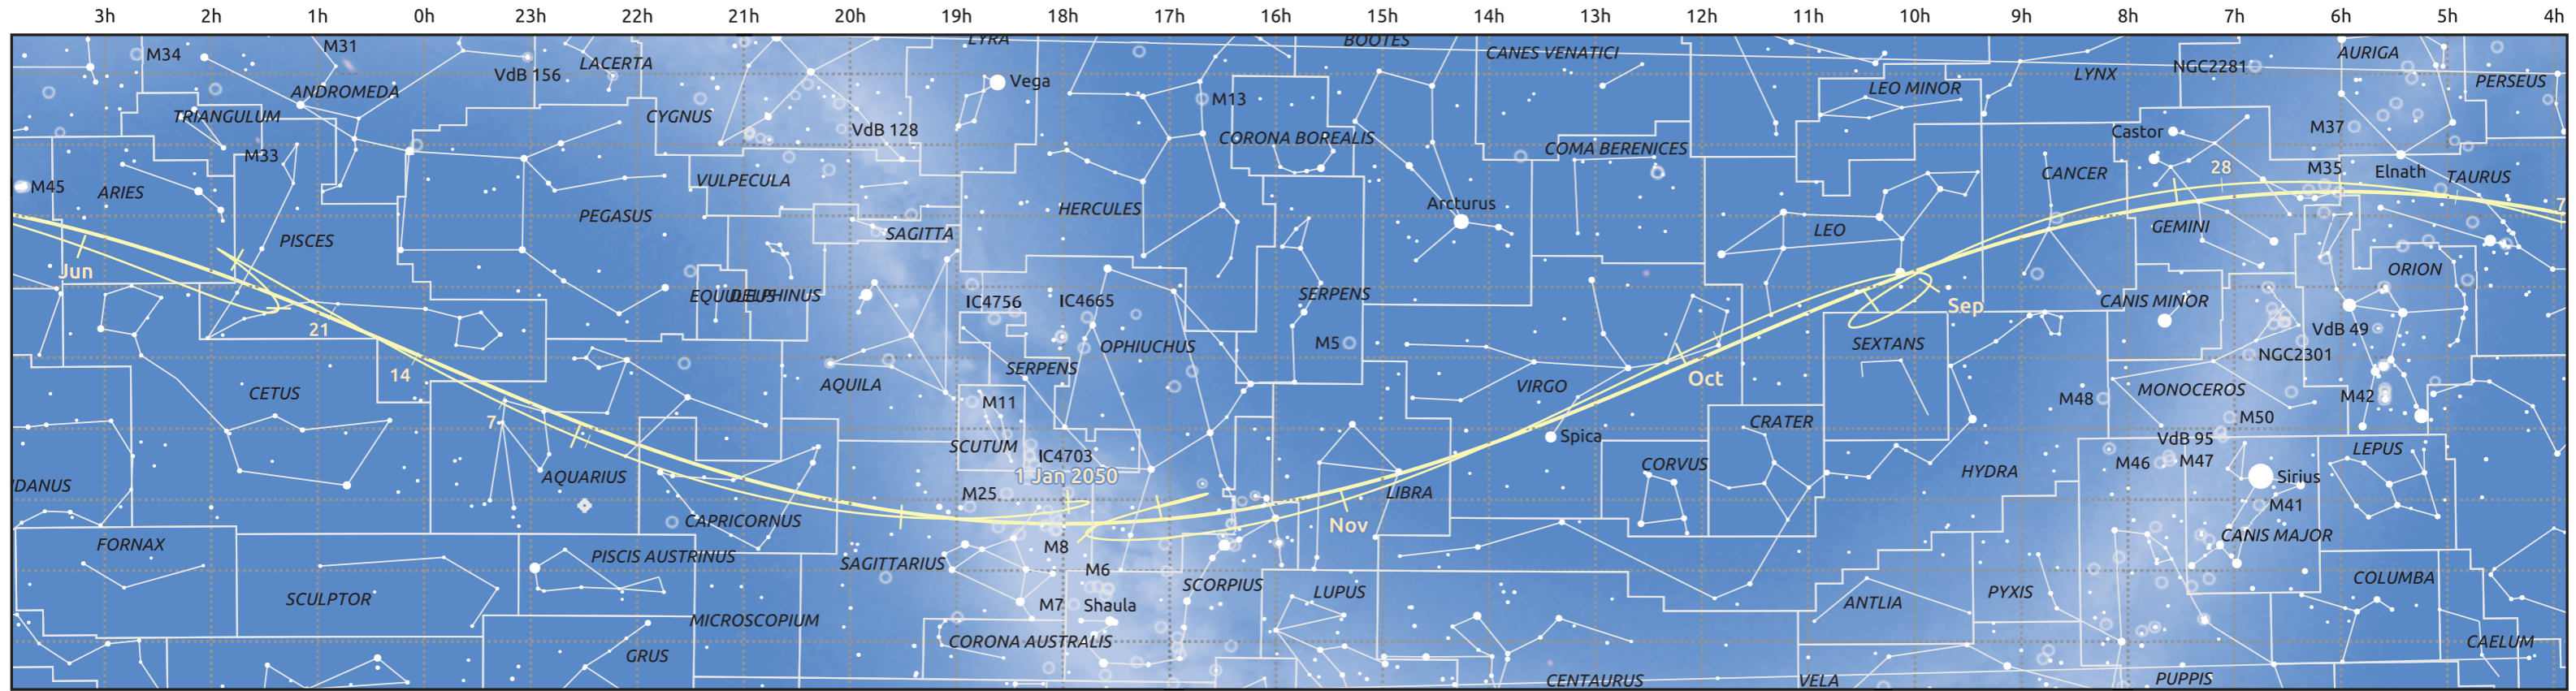 3h 2h 1h 0h 23h 22h 21h 20h 19h 18h 17h 16h 15h 14h 13h 12h 11h 10h 9h 8h 7h 6h 5h 4h
LYRA
BOOTES
M31
M34
CANES VENATICI
AURIGA
LACERTA
VdB 156
NGC2281
LYNX
Vega
PERSEUS
ANDROMEDA
LEO MINOR
M13
TRIANGULUM
CYGNUS
M37
VdB 128
Castor
CORONA BOREALIS
COMA BERENICES
M33
28
M35
Elnath
CANCER
TAURUS
VULPECULA
M45
ARIES
Arcturus
7
HERCULES
PEGASUS
GEMINI
LEO
SAGITTA
PISCES
Jun
ORION
EQUULEUS
DELPHINUS
SERPENS
IC4756
IC4665
CANIS MINOR
Sep
21
VdB 49
M5
SEXTANS
OPHIUCHUS
NGC2301
SERPENS
14
Oct
AQUILA
VIRGO
MONOCEROS
CETUS
M42
M48
M11
M50
7
CRATER
Spica
VdB 95
SCUTUM
LEPUS
IC4703
M46
M47
CORVUS
HYDRA
1 Jan 2050
AQUARIUS
Sirius
DANUS
M25
LIBRA
M41
CAPRICORNUS
Nov
CANIS MAJOR
FORNAX
M8
PISCIS AUSTRINUS
SAGITTARIUS
M6
COLUMBA
SCORPIUS
LUPUS
PYXIS
SCULPTOR
M7
Shaula
ANTLIA
MICROSCOPIUM
CORONA AUSTRALIS
CAELUM
GRUS
CENTAURUS
VELA
PUPPIS